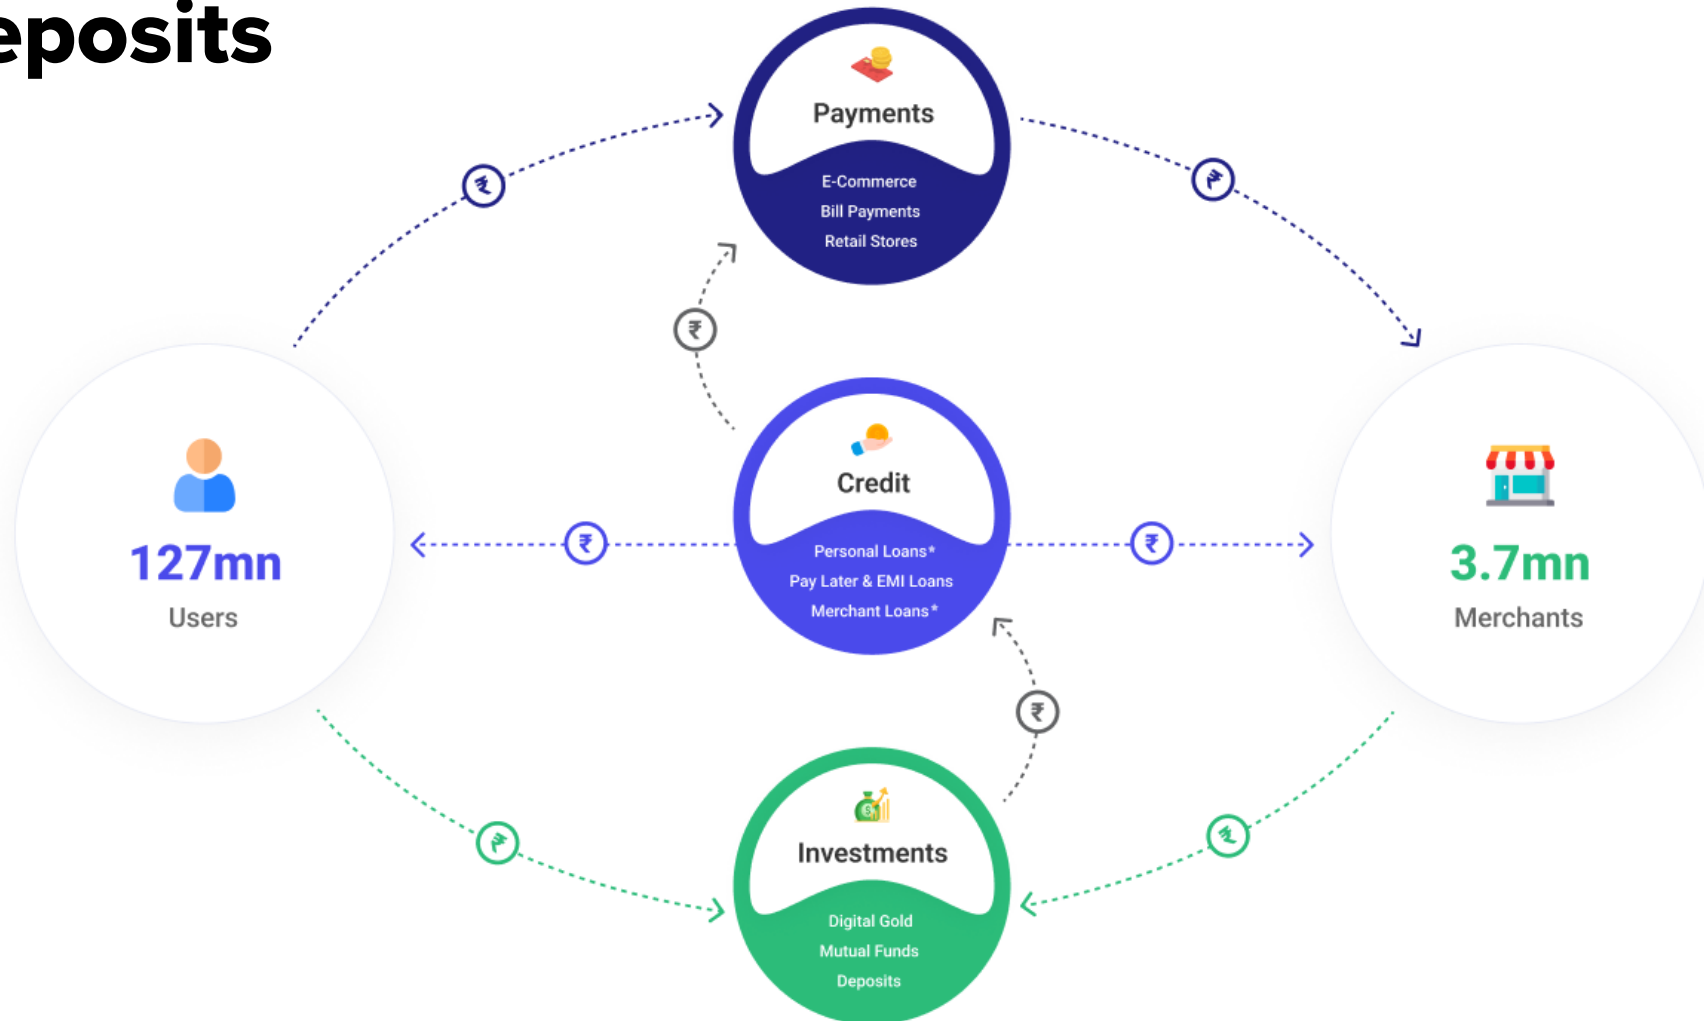 eposits
Payments
E-Commerce
Bill Payments
Retail Stores
₹
₹
₹
127mn
Users
Credit
Personal Loans*
Pay Later & EMI Loans
Merchant Loans*
₹
₹
3.7mn
Merchants
₹
Investments
Digital Gold
Mutual Funds
Deposits
₹
₹